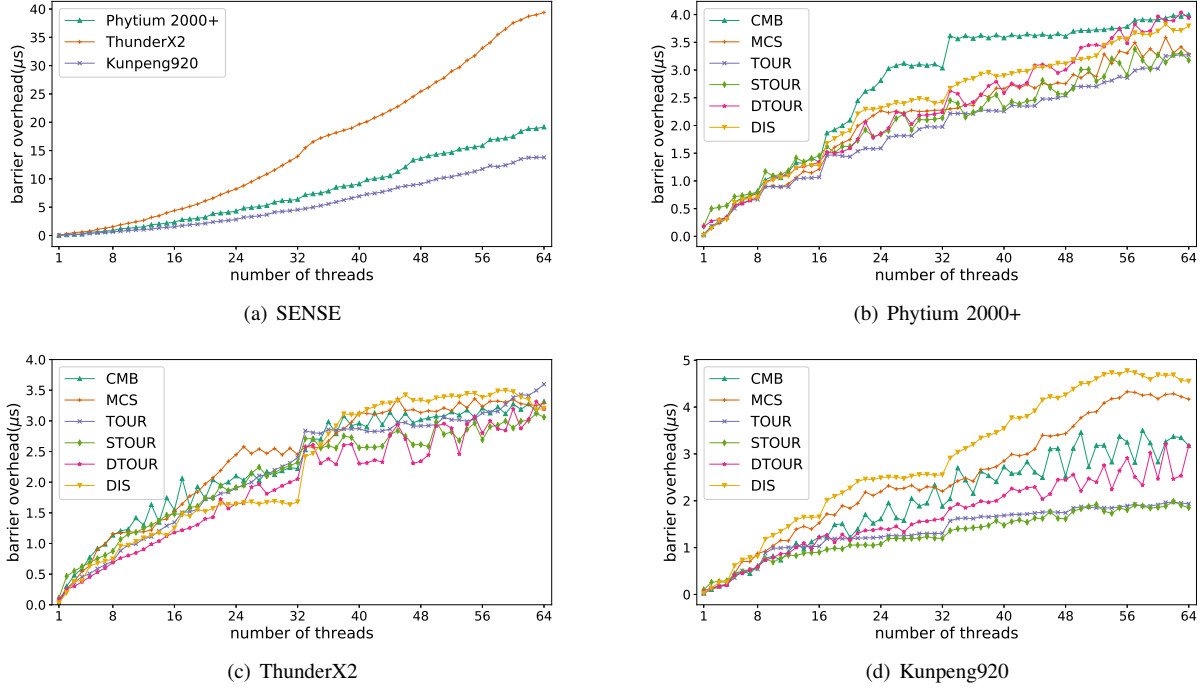 40
35
30
25
20
15
10
5
0
barrier overhead(μs)
Phytium 2000+
ThunderX2
Kunpeng920
1 8 16 24 32 40 48 56 64
number of threads
(a) SENSE
4.0
3.5
3.0
2.5
2.0
1.5
1.0
0.5
0.0
barrier overhead(μs)
CMB
MCS
TOUR
STOUR
DTOUR
DIS
1 8 16 24 32 40 48 56 64
number of threads
(b) Phytium 2000+
4.0
3.5
3.0
2.5
2.0
1.5
1.0
0.5
0.0
barrier overhead(μs)
CMB
MCS
TOUR
STOUR
DTOUR
DIS
1 8 16 24 32 40 48 56 64
number of threads
(c) ThunderX2
5
4
3
2
1
0
barrier overhead(μs)
CMB
MCS
TOUR
STOUR
DTOUR
DIS
1 8 16 24 32 40 48 56 64
number of threads
(d) Kunpeng920